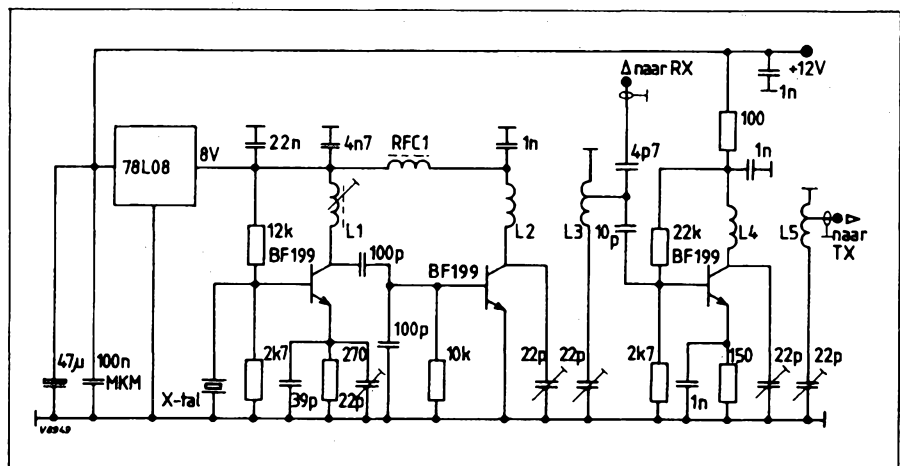 Δ naar RX
+12V
1n
100
22n
4n7
RFC1
1n
4p7
1n
78L08
8V
12k
L1
L2
L3
10p
22k
L4
L5
naar
TX
BF199
100p
BF199
BF199
47µ
100n
MKM
X-tal
2k7
39p
270
22p
100p
10k
22p
22p
2k7
1n
150
22p
22p
V8949